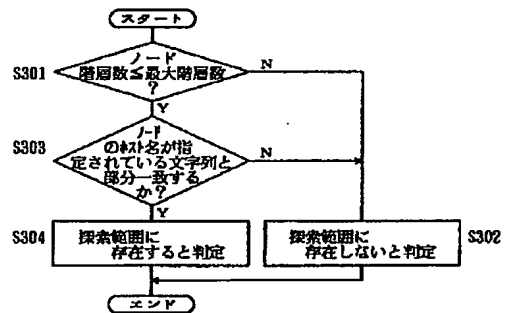 スタート
S301
ノード
階層数≦最大階層数
?
N
Y
S303
ノード
のホスト名が指
定されている文字列と
部分一致する
か?
N
Y
S304
探索範囲に
存在すると判定
探索範囲に
存在しないと判定
S302
エンド